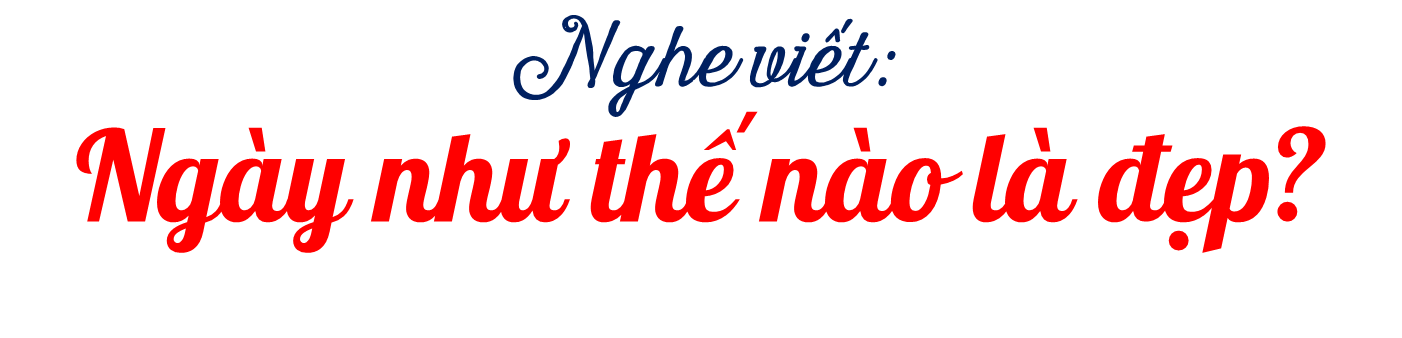 Nghe viết:
Ngày như thế nào là đẹp?